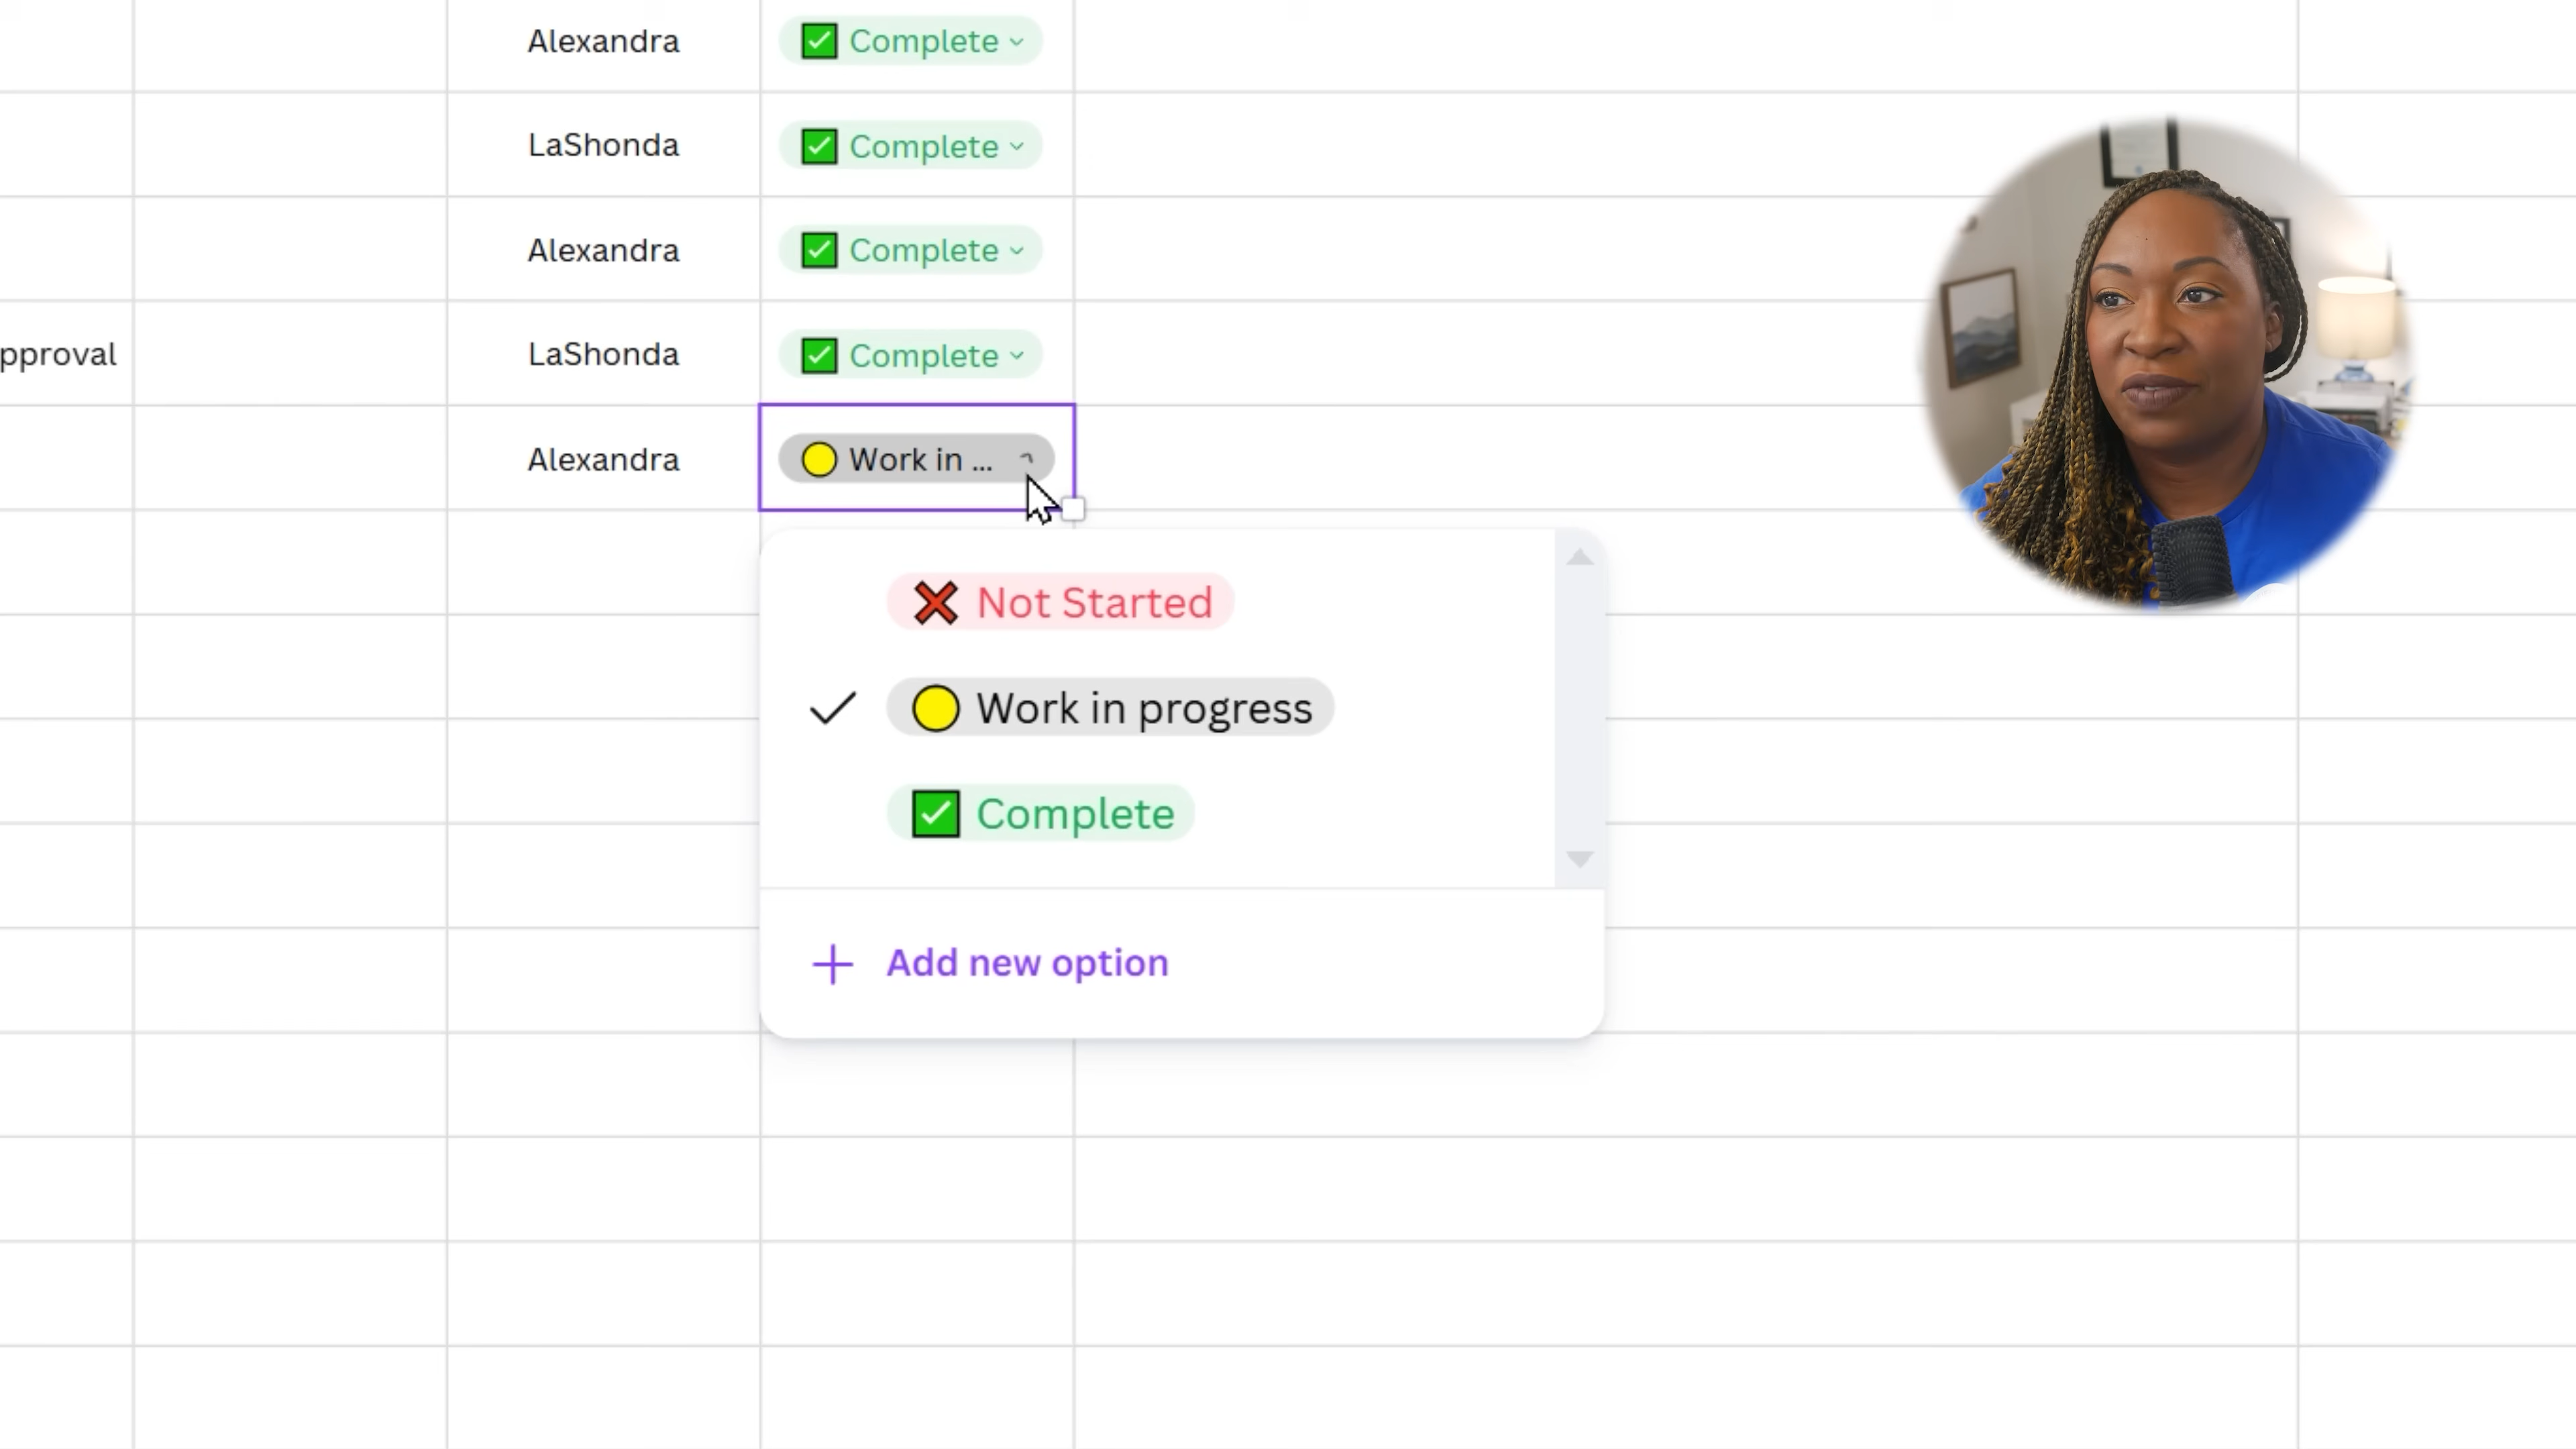 Alexandra Complete
LaShonda Complete
Alexandra Complete
pproval LaShonda Complete
Alexandra Work in ...
Not Started
Work in progress
Complete
Add new option